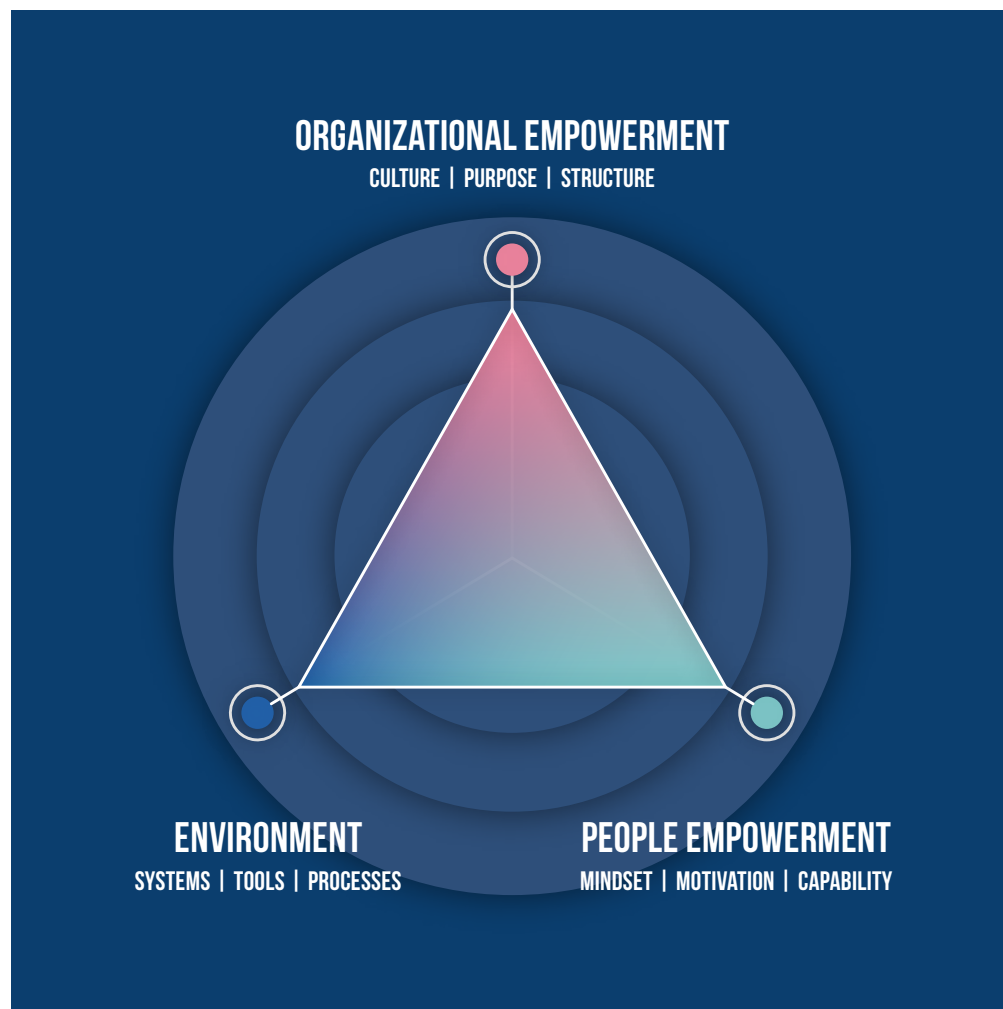 ORGANIZATIONAL EMPOWERMENT
CULTURE | PURPOSE | STRUCTURE
ENVIRONMENT
SYSTEMS | TOOLS | PROCESSES
PEOPLE EMPOWERMENT
MINDSET | MOTIVATION | CAPABILITY